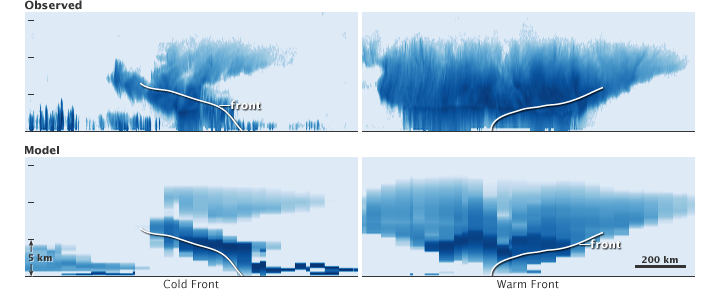 Observed
front
Model
5 km
front
200 km
Cold Front
Warm Front